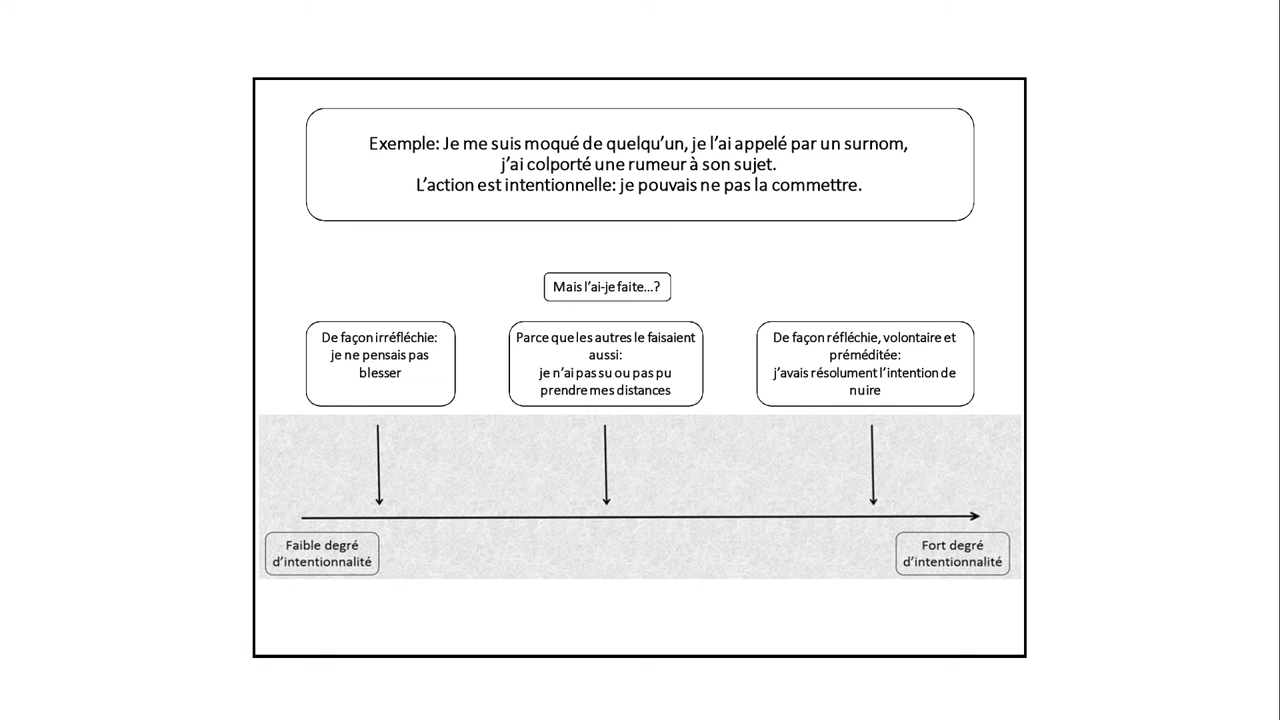 Exemple: Je me suis moqué de quelqu’un, je l’ai appelé par un surnom,
j’ai colporté une rumeur à son sujet.
L’action est intentionnelle: je pouvais ne pas la commettre.
Mais l’ai-je faite...?
De façon irréfléchie:
je ne pensais pas
blesser
Parce que les autres le faisaient
aussi:
je n’ai pas su ou pas pu
prendre mes distances
De façon réfléchie, volontaire et
préméditée:
j’avais résolument l’intention de
nuire
Faible degré
d’intentionnalité
Fort degré
d’intentionnalité